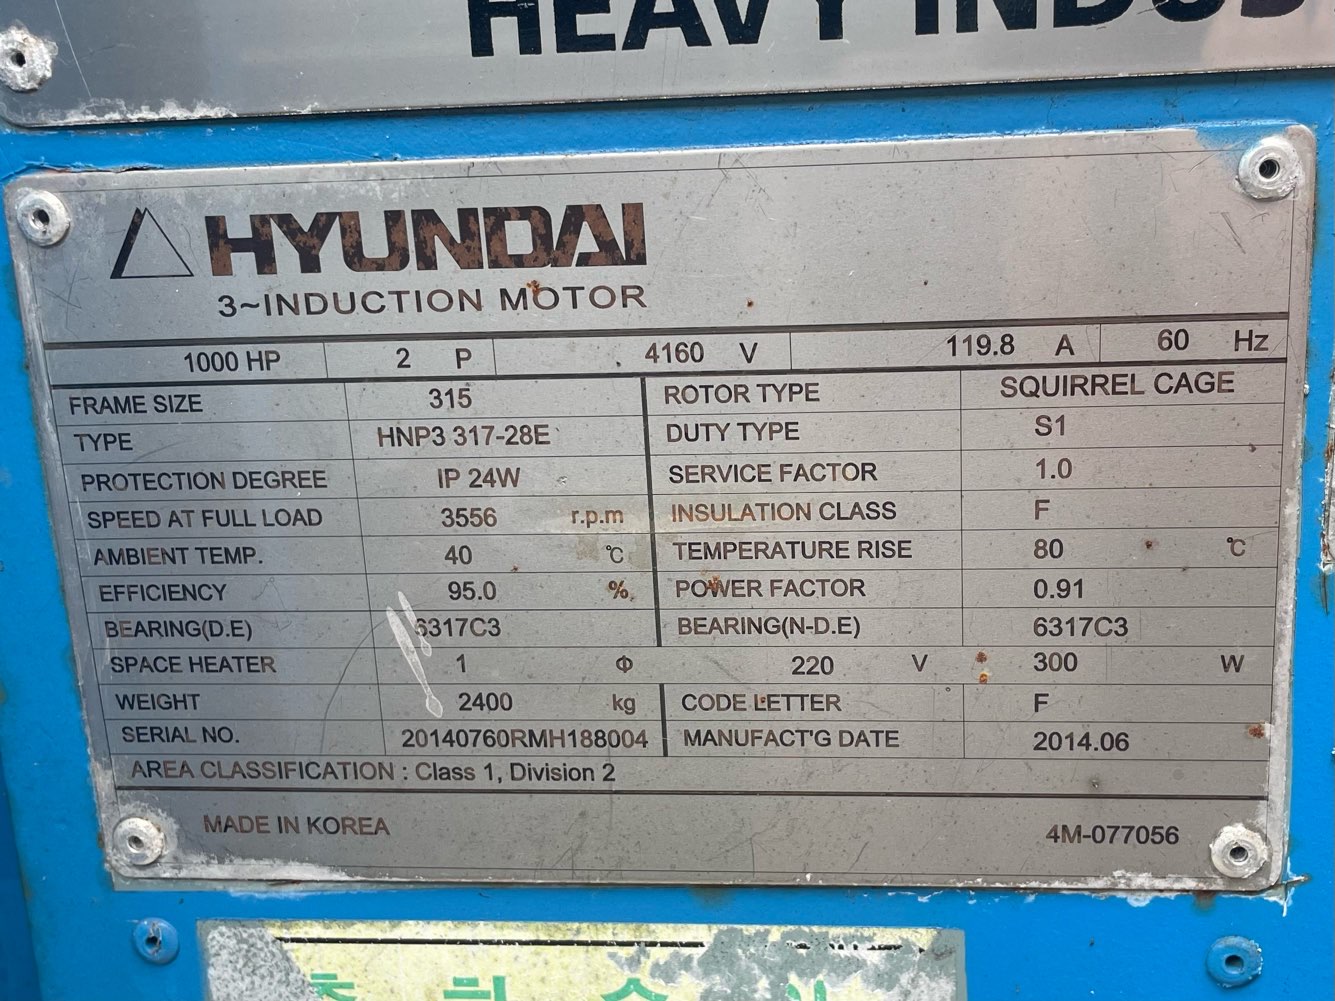 HEAVY INDUS
HYUNDAI
3~INDUCTION MOTOR
1000 HP 2 P 4160 V 119.8 A 60 Hz
FRAME SIZE 315 ROTOR TYPE SQUIRREL CAGE
TYPE HNP3 317-28E DUTY TYPE S1
PROTECTION DEGREE IP 24W SERVICE FACTOR 1.0
SPEED AT FULL LOAD 3556 r.p.m INSULATION CLASS F
AMBIENT TEMP. 40 ℃ TEMPERATURE RISE 80 ℃
EFFICIENCY 95.0 % POWER FACTOR 0.91
BEARING(D.E) 6317C3 BEARING(N-D.E) 6317C3
SPACE HEATER 1 Φ 220 V 300 W
WEIGHT 2400 kg CODE LETTER F
SERIAL NO. 20140760RMH188004 MANUFACT'G DATE 2014.06
AREA CLASSIFICATION : Class 1, Division 2
MADE IN KOREA 4M-077056